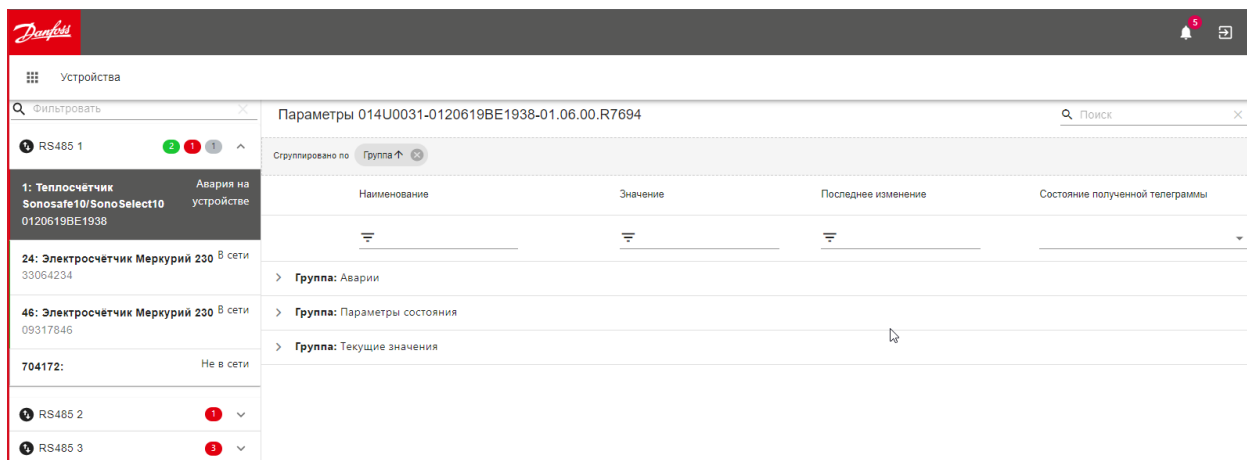 Danfoss
5
Устройства
Фильтровать
RS485 1
2 1 1
1: Теплосчётчик
Sonosafe10/SonoSelect10
0120619BE1938
Авария на
устройстве
24: Электросчётчик Меркурий 230 В сети
33064234
46: Электросчётчик Меркурий 230 В сети
09317846
704172: Не в сети
RS485 2 1
RS485 3 3
Параметры 014U0031-0120619BE1938-01.06.00.R7694
Поиск
Сгруппировано по Группа
Наименование Значение Последнее изменение Состояние полученной телеграммы
Группа: Аварии
Группа: Параметры состояния
Группа: Текущие значения